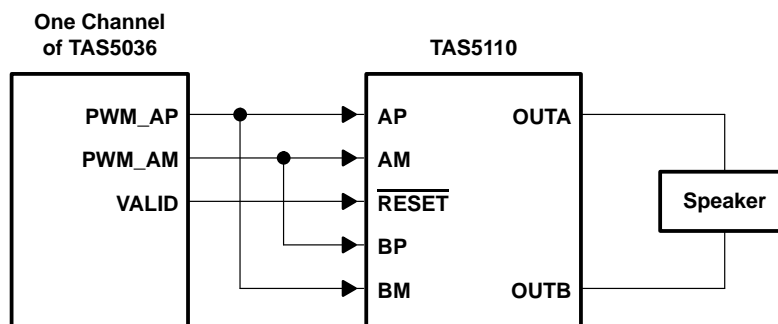 One Channel
of TAS5036
TAS5110
PWM_AP
PWM_AM
VALID
AP
AM
RESET
BP
BM
OUTA
OUTB
Speaker